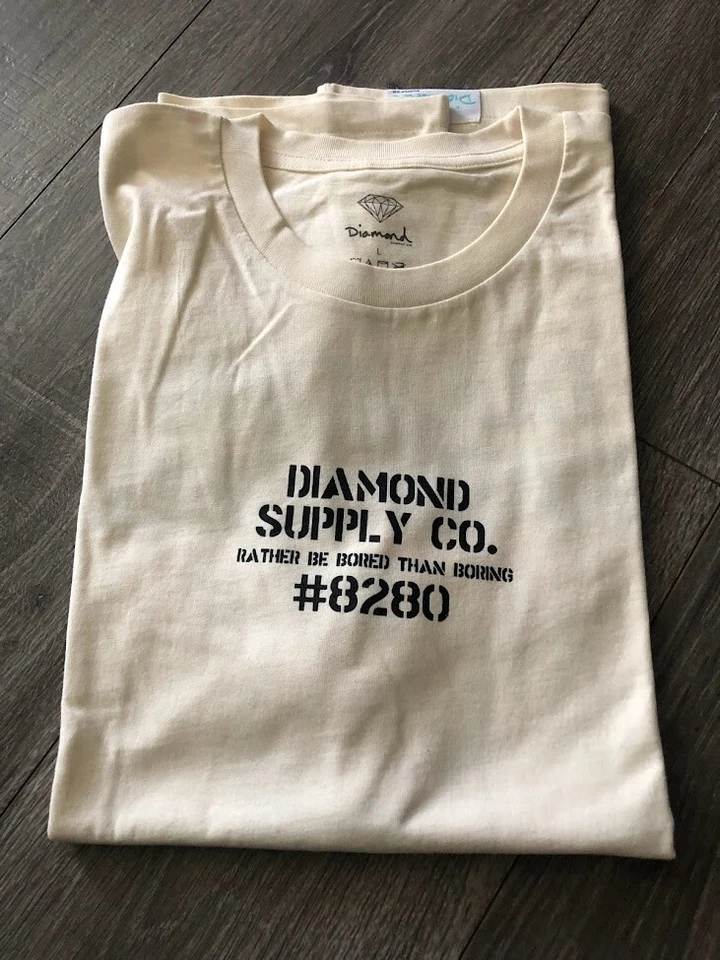 Diamond
L
DIAMOND
SUPPLY CO.
RATHER BE BORED THAN BORING
#8280